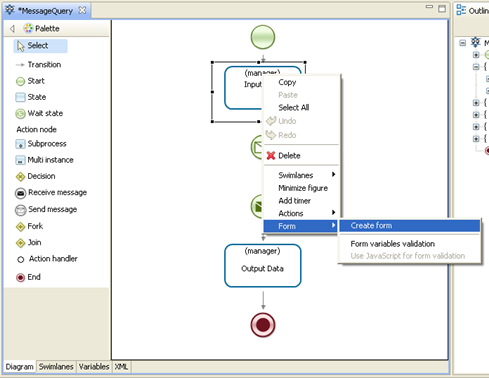 *MessageQuery
Outlin
Palette
Select
Transition
Start
State
Wait state
Action node
Subprocess
Multi instance
Decision
Receive message
Send message
Fork
Join
Action handler
End
(manager)
Input
Copy
Paste
Select All
Undo
Redo
Delete
Swimlanes
Minimize figure
Add timer
Actions
Form
Create form
Form variables validation
Use JavaScript for form validation
(manager)
Output Data
M
Diagram Swimlanes Variables XML